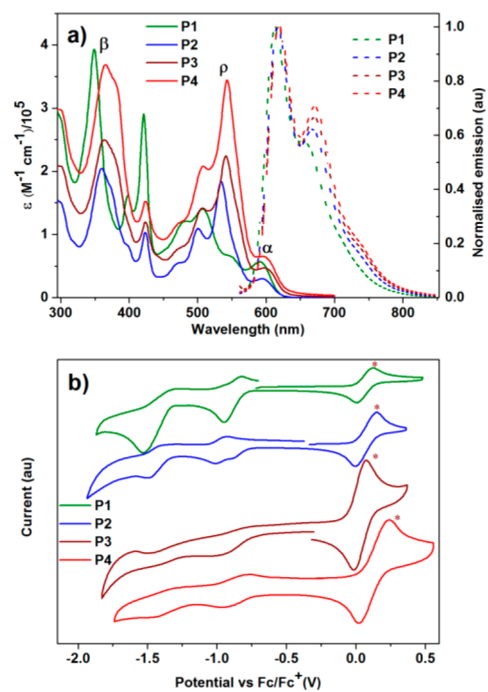 a)
β
ρ
α
P1
P2
P3
P4
P1
P2
P3
P4
ε (M⁻¹ cm⁻¹)/10⁵
4
3
2
1
0
Normalised emission (au)
1.0
0.8
0.6
0.4
0.2
0.0
300 400 500 600 700 800
Wavelength (nm)
b)
*
*
*
*
P1
P2
P3
P4
Current (au)
-2.0 -1.5 -1.0 -0.5 0.0 0.5
Potential vs Fc/Fc⁺(V)